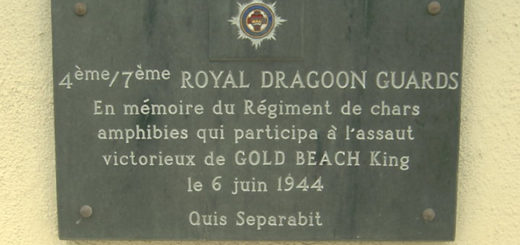 4ème/7ème ROYAL DRAGOON GUARDS
En mémoire du Régiment de chars
amphibies qui participa à l'assaut
victorieux de GOLD BEACH King
le 6 juin 1944
Quis Separabit